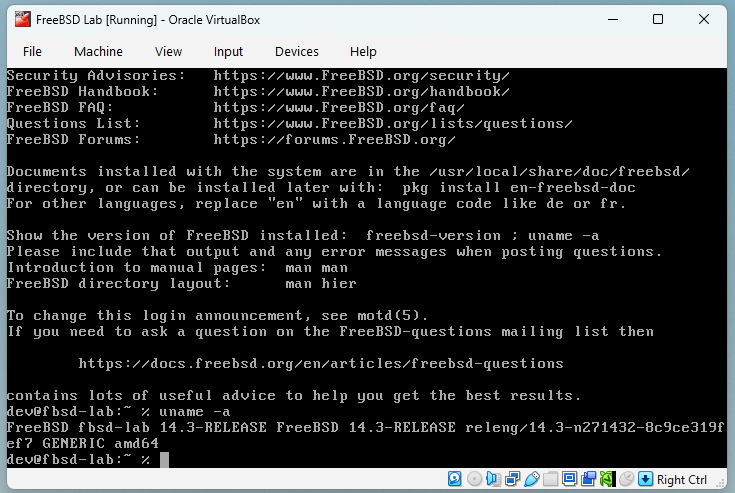 FreeBSD Lab [Running] - Oracle VirtualBox
File Machine View Input Devices Help
Security Advisories:   https://www.FreeBSD.org/security/
FreeBSD Handbook:      https://www.FreeBSD.org/handbook/
FreeBSD FAQ:           https://www.FreeBSD.org/faq/
Questions List:        https://www.FreeBSD.org/lists/questions/
FreeBSD Forums:        https://forums.FreeBSD.org/
Documents installed with the system are in the /usr/local/share/doc/freebsd/
directory, or can be installed later with:  pkg install en-freebsd-doc
For other languages, replace "en" with a language code like de or fr.
Show the version of FreeBSD installed:  freebsd-version ; uname -a
Please include that output and any error messages when posting questions.
Introduction to manual pages:  man man
FreeBSD directory layout:      man hier
To change this login announcement, see motd(5).
If you need to ask a question on the FreeBSD-questions mailing list then
https://docs.freebsd.org/en/articles/freebsd-questions
contains lots of useful advice to help you get the best results.
dev@fbsd-lab:~ % uname -a
FreeBSD fbsd-lab 14.3-RELEASE FreeBSD 14.3-RELEASE releng/14.3-n271432-8c9ce319f
ef7 GENERIC amd64
dev@fbsd-lab:~ %
Right Ctrl